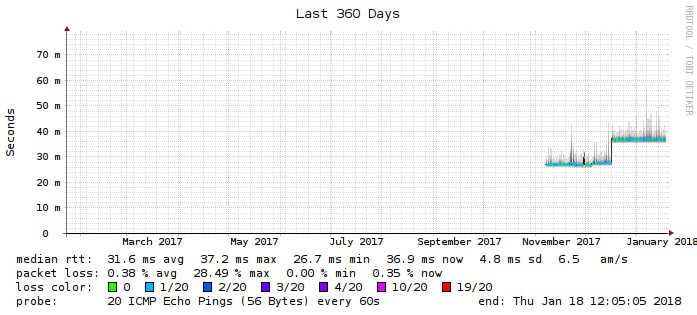 Last 360 Days
RRDTOOL / TOBI OETIKER
Seconds
70 m
60 m
50 m
40 m
30 m
20 m
10 m
0
March 2017 May 2017 July 2017 September 2017 November 2017 January 2018
median rtt: 31.6 ms avg 37.2 ms max 26.7 ms min 36.9 ms now 4.8 ms sd 6.5 am/s
packet loss: 0.38 % avg 28.49 % max 0.00 % min 0.35 % now
loss color: 0 1/20 2/20 3/20 4/20 10/20 19/20
probe: 20 ICMP Echo Pings (56 Bytes) every 60s end: Thu Jan 18 12:05:05 2018